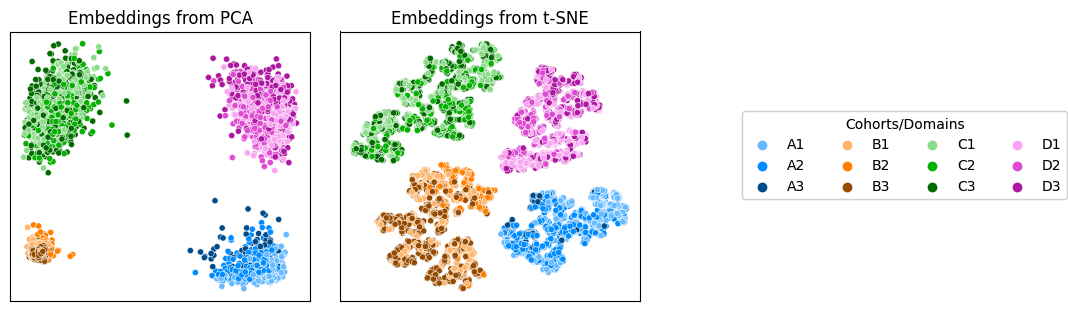 Embeddings from PCA
Embeddings from t-SNE
Cohorts/Domains
A1 B1 C1 D1
A2 B2 C2 D2
A3 B3 C3 D3